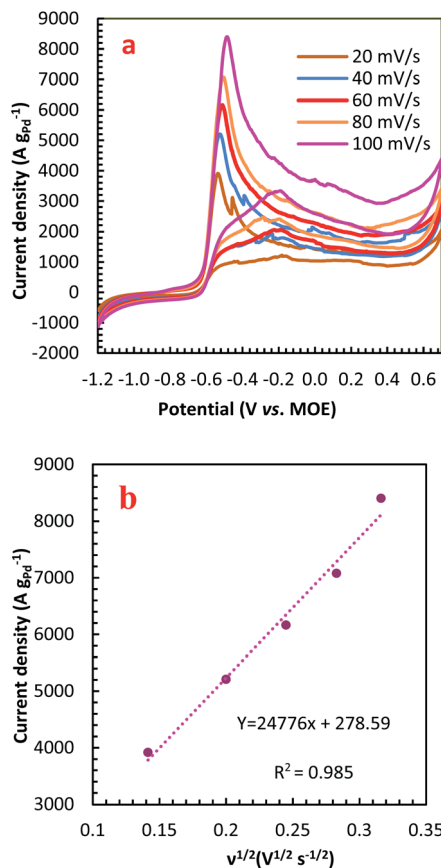 a
Current density (A gPd⁻¹)
9000
8000
7000
6000
5000
4000
3000
2000
1000
0
-1000
-2000
20 mV/s
40 mV/s
60 mV/s
80 mV/s
100 mV/s
-1.2 -1.0 -0.8 -0.6 -0.4 -0.2 0.0 0.2 0.4 0.6
Potential (V vs. MOE)
b
Current density (A gPd⁻¹)
9000
8000
7000
6000
5000
4000
3000
Y=24776x + 278.59
R² = 0.985
0.1 0.15 0.2 0.25 0.3 0.35
v¹/²(V¹/² s⁻¹/²)